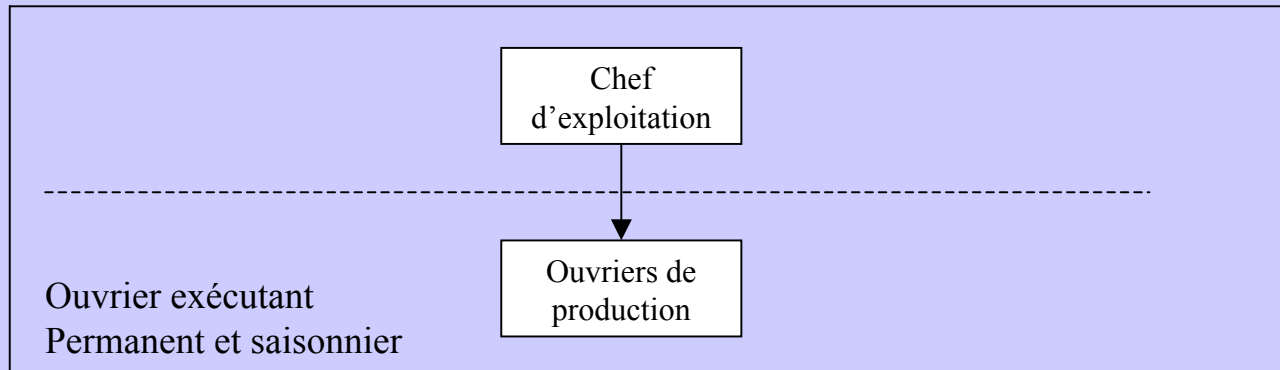 Chef
d’exploitation
Ouvriers de
production
Ouvrier exécutant
Permanent et saisonnier